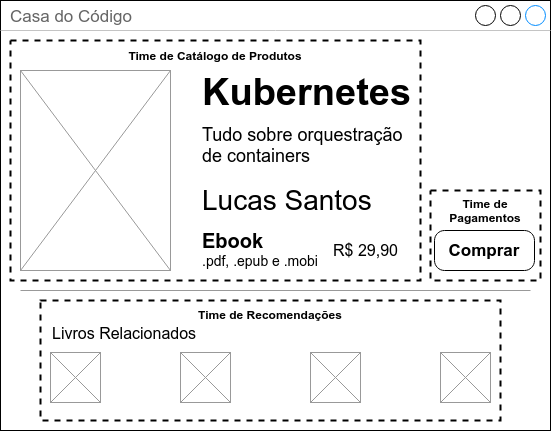 Casa do Código
Time de Catálogo de Produtos
Kubernetes
Tudo sobre orquestração
de containers
Lucas Santos
Ebook
.pdf, .epub e .mobi
R$ 29,90
Time de
Pagamentos
Comprar
Time de Recomendações
Livros Relacionados